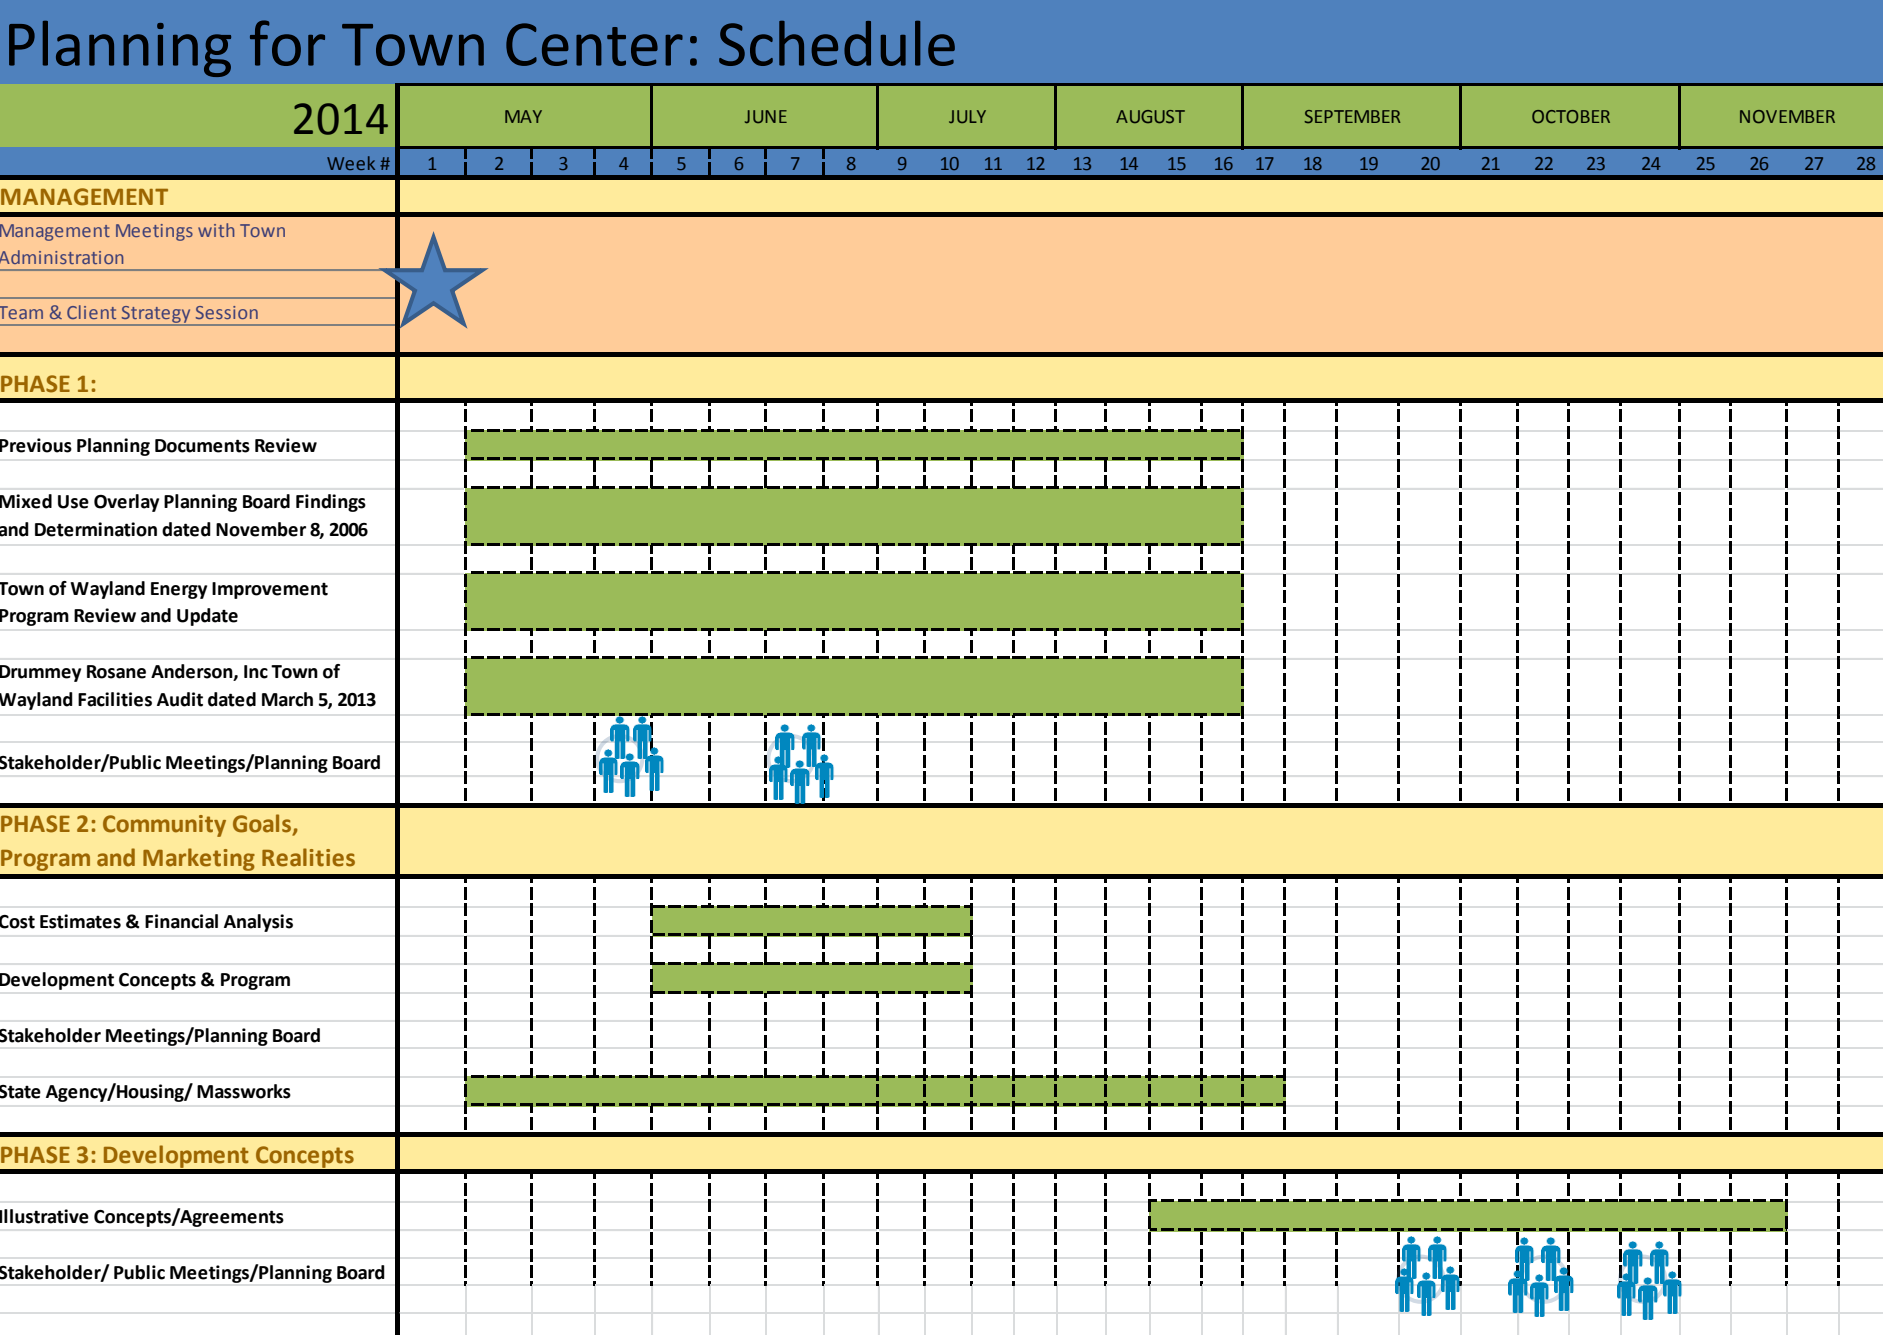 Planning for Town Center: Schedule
2014 MAY JUNE JULY AUGUST SEPTEMBER OCTOBER NOVEMBER
Week # 1 2 3 4 5 6 7 8 9 10 11 12 13 14 15 16 17 18 19 20 21 22 23 24 25 26 27 28
MANAGEMENT
Management Meetings with Town
Administration
Team & Client Strategy Session
PHASE 1:
Previous Planning Documents Review
Mixed Use Overlay Planning Board Findings
and Determination dated November 8, 2006
Town of Wayland Energy Improvement
Program Review and Update
Drummey Rosane Anderson, Inc Town of
Wayland Facilities Audit dated March 5, 2013
Stakeholder/Public Meetings/Planning Board
PHASE 2: Community Goals,
Program and Marketing Realities
Cost Estimates & Financial Analysis
Development Concepts & Program
Stakeholder Meetings/Planning Board
State Agency/Housing/ Massworks
PHASE 3: Development Concepts
Illustrative Concepts/Agreements
Stakeholder/ Public Meetings/Planning Board